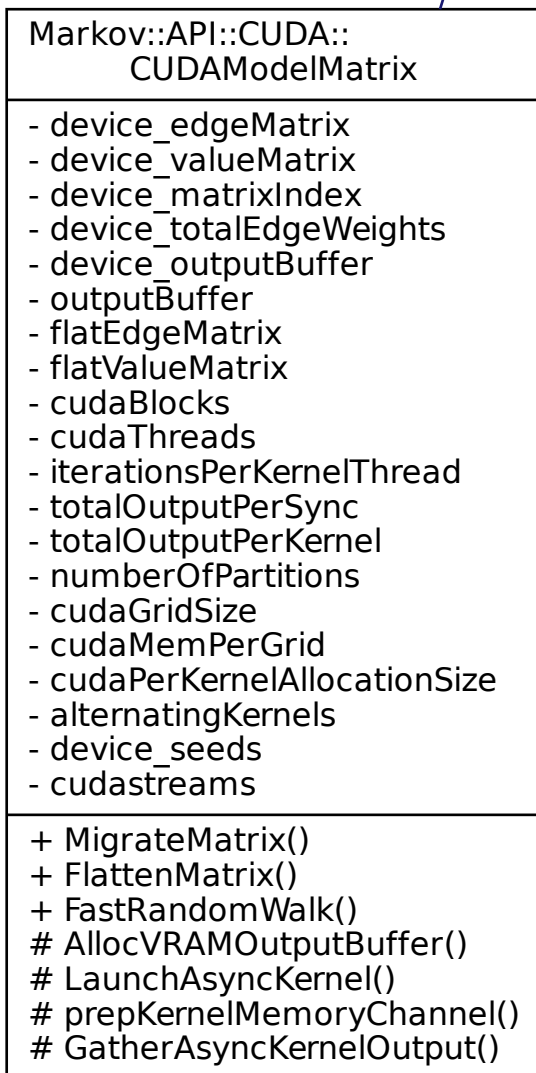 Markov::API::CUDA::
CUDAModelMatrix
- device_edgeMatrix
- device_valueMatrix
- device_matrixIndex
- device_totalEdgeWeights
- device_outputBuffer
- outputBuffer
- flatEdgeMatrix
- flatValueMatrix
- cudaBlocks
- cudaThreads
- iterationsPerKernelThread
- totalOutputPerSync
- totalOutputPerKernel
- numberOfPartitions
- cudaGridSize
- cudaMemPerGrid
- cudaPerKernelAllocationSize
- alternatingKernels
- device_seeds
- cudastreams
+ MigrateMatrix()
+ FlattenMatrix()
+ FastRandomWalk()
# AllocVRAMOutputBuffer()
# LaunchAsyncKernel()
# prepKernelMemoryChannel()
# GatherAsyncKernelOutput()